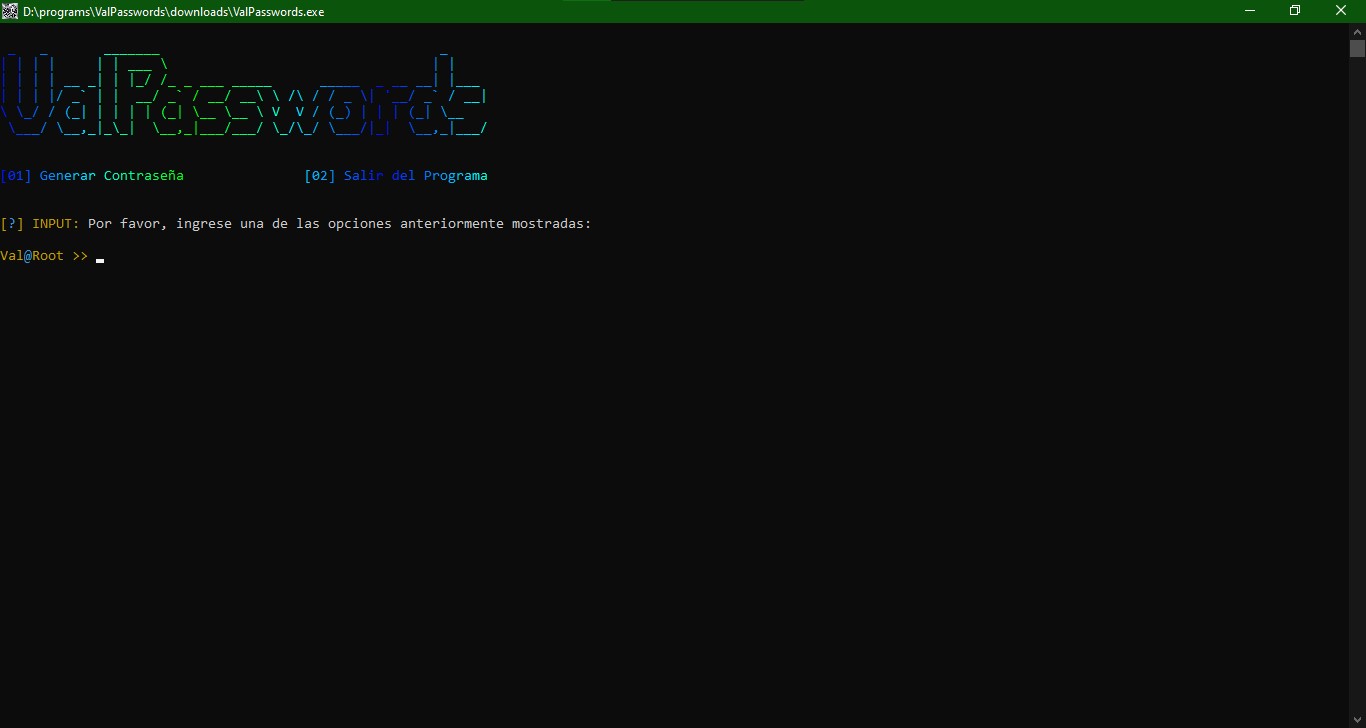 D:\programs\ValPasswords\downloads\ValPasswords.exe
ValPasswords
[01] Generar Contraseña [02] Salir del Programa
[?] INPUT: Por favor, ingrese una de las opciones anteriormente mostradas:
Val@Root >>